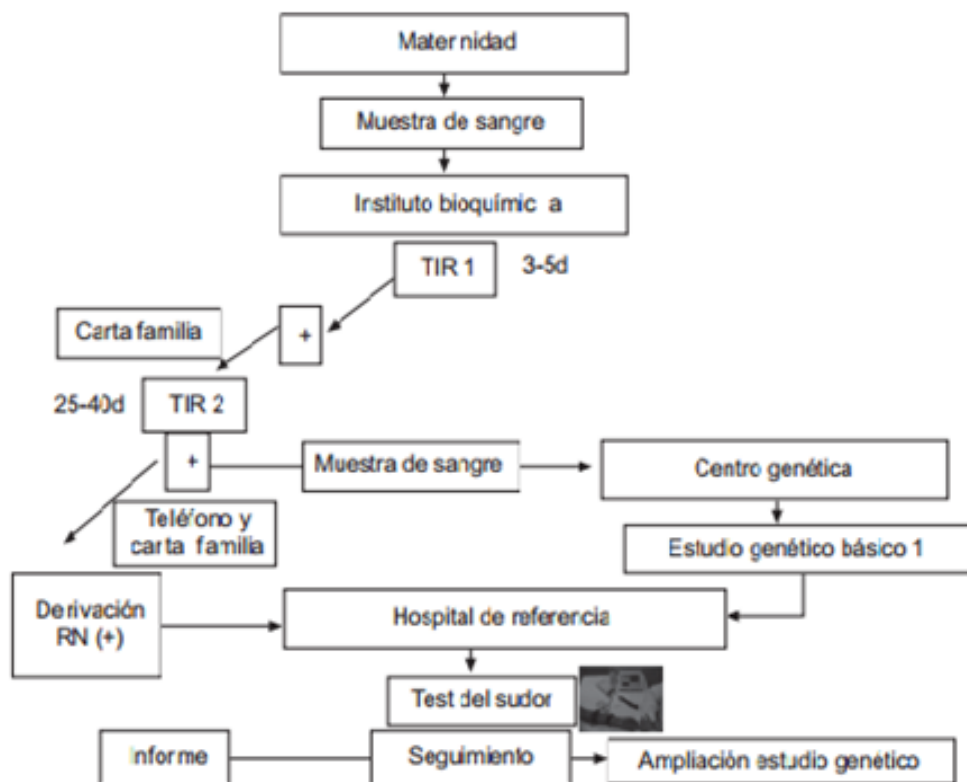 Maternidad
Muestra de sangre
Instituto bioquímic a
TIR 1
3-5d
+
Carta familia
25-40d
TIR 2
+
Muestra de sangre
Centro genética
Teléfono y
carta familia
Estudio genético básico 1
Derivación
RN (+)
Hospital de referencia
Test del sudor
Informe
Seguimiento
Ampliación estudio genético